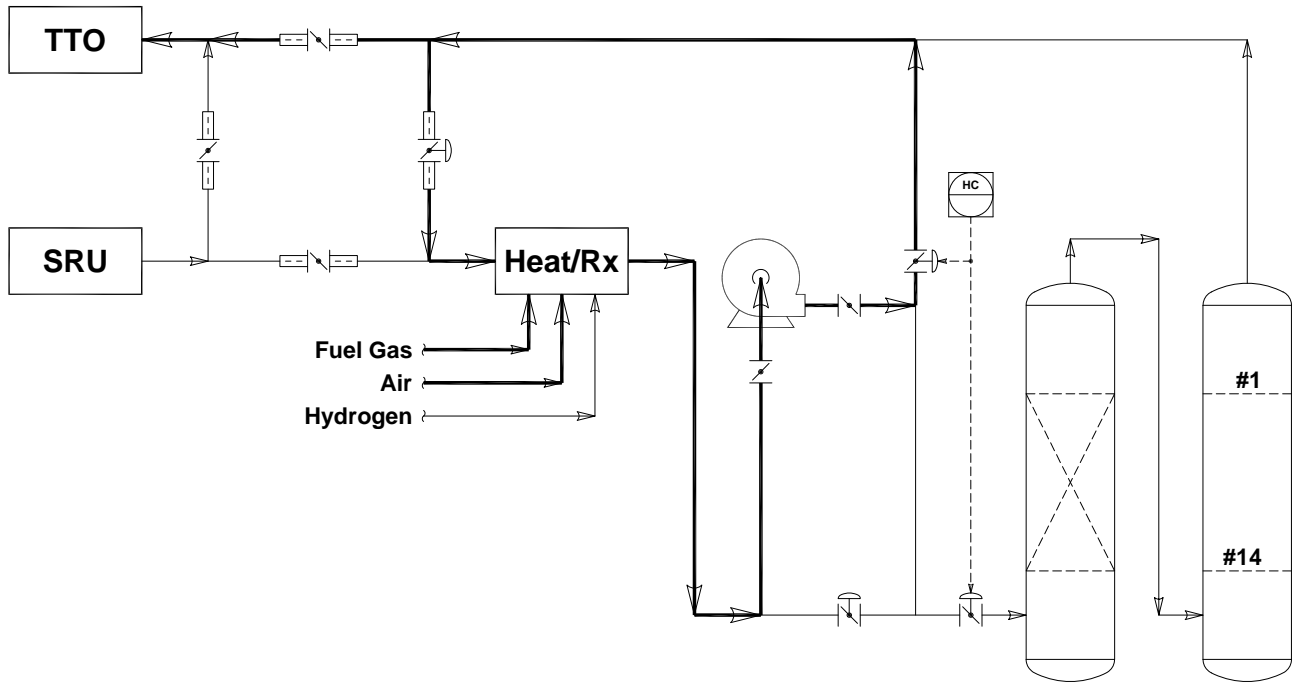 TTO
HC
SRU
Heat/Rx
Fuel Gas
Air
Hydrogen
#1
#14